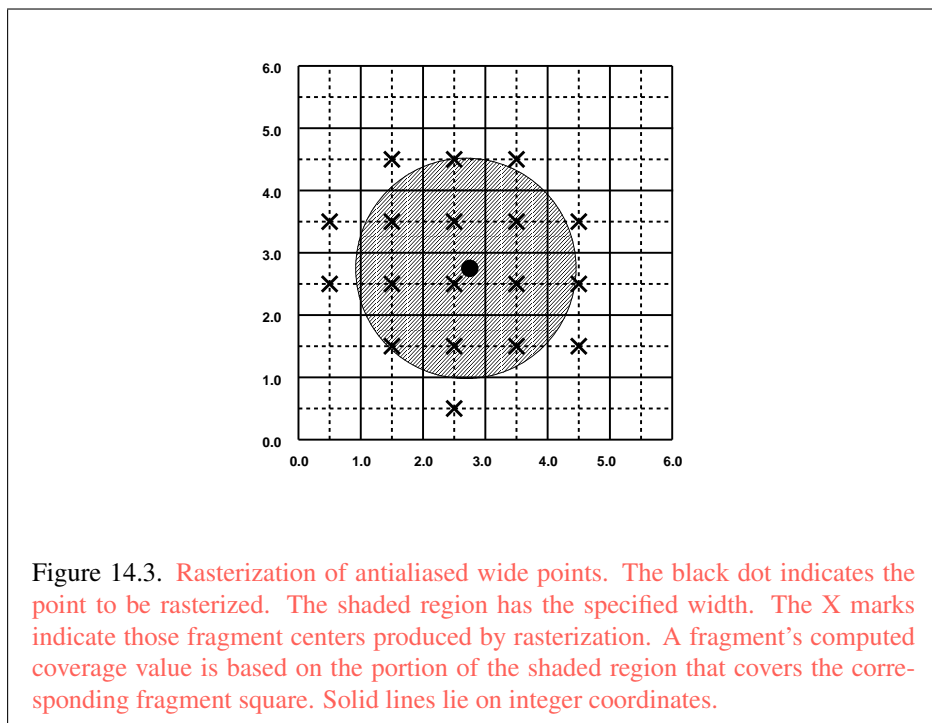 6.0
5.0
4.0
3.0
2.0
1.0
0.0
0.0 1.0 2.0 3.0 4.0 5.0 6.0
Figure 14.3. Rasterization of antialiased wide points. The black dot indicates the
point to be rasterized. The shaded region has the specified width. The X marks
indicate those fragment centers produced by rasterization. A fragment's computed
coverage value is based on the portion of the shaded region that covers the corre-
sponding fragment square. Solid lines lie on integer coordinates.